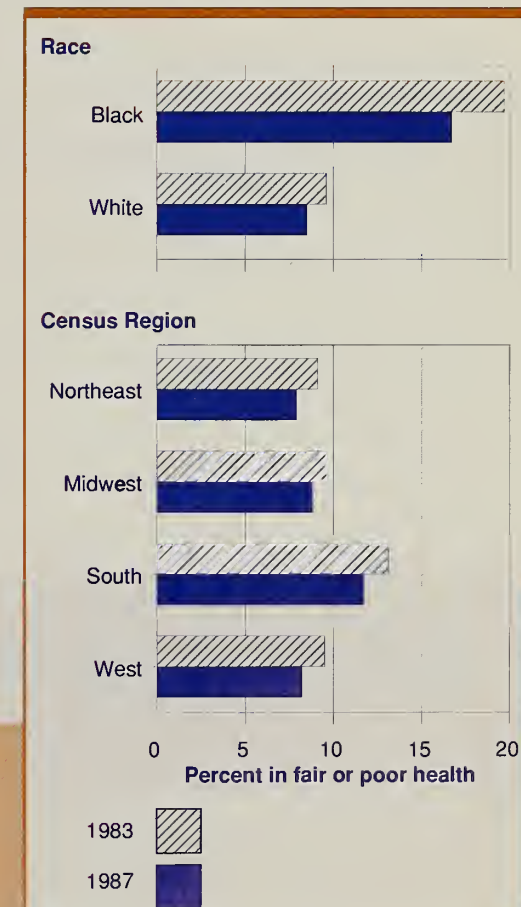 Race
Black
White
Census Region
Northeast
Midwest
South
West
0 5 10 15 20
Percent in fair or poor health
1983
1987